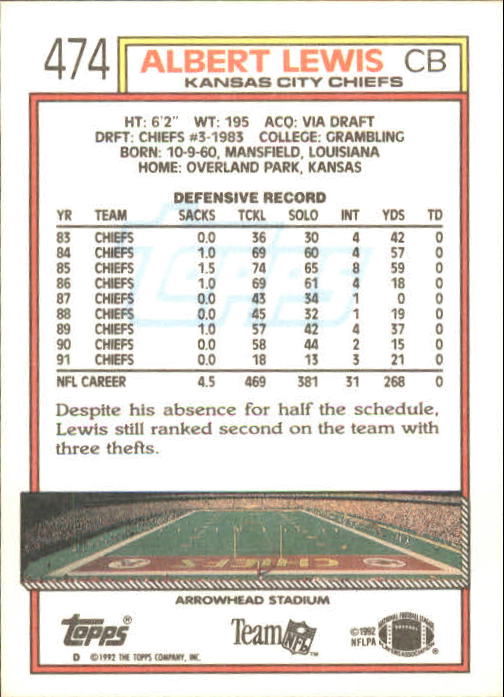 474 ALBERT LEWIS CB
KANSAS CITY CHIEFS
HT: 6'2" WT: 195 ACQ: VIA DRAFT
DRFT: CHIEFS #3-1983 COLLEGE: GRAMBLING
BORN: 10-9-60, MANSFIELD, LOUISIANA
HOME: OVERLAND PARK, KANSAS
DEFENSIVE RECORD
YR TEAM SACKS TCKL SOLO INT YDS TD
83 CHIEFS 0.0 36 30 4 42 0
84 CHIEFS 1.0 69 60 4 57 0
85 CHIEFS 1.5 74 65 8 59 0
86 CHIEFS 1.0 69 61 4 18 0
87 CHIEFS 0.0 43 34 1 0 0
88 CHIEFS 0.0 45 32 1 19 0
89 CHIEFS 1.0 57 42 4 37 0
90 CHIEFS 0.0 58 44 2 15 0
91 CHIEFS 0.0 18 13 3 21 0
NFL CAREER 4.5 469 381 31 268 0
TOPPS
Despite his absence for half the schedule,
Lewis still ranked second on the team with
three thefts.
CHIEFS
ARROWHEAD STADIUM
TOPPS® Team NFL™ ©1992 NFLPA
D ©1992 THE TOPPS COMPANY, INC.